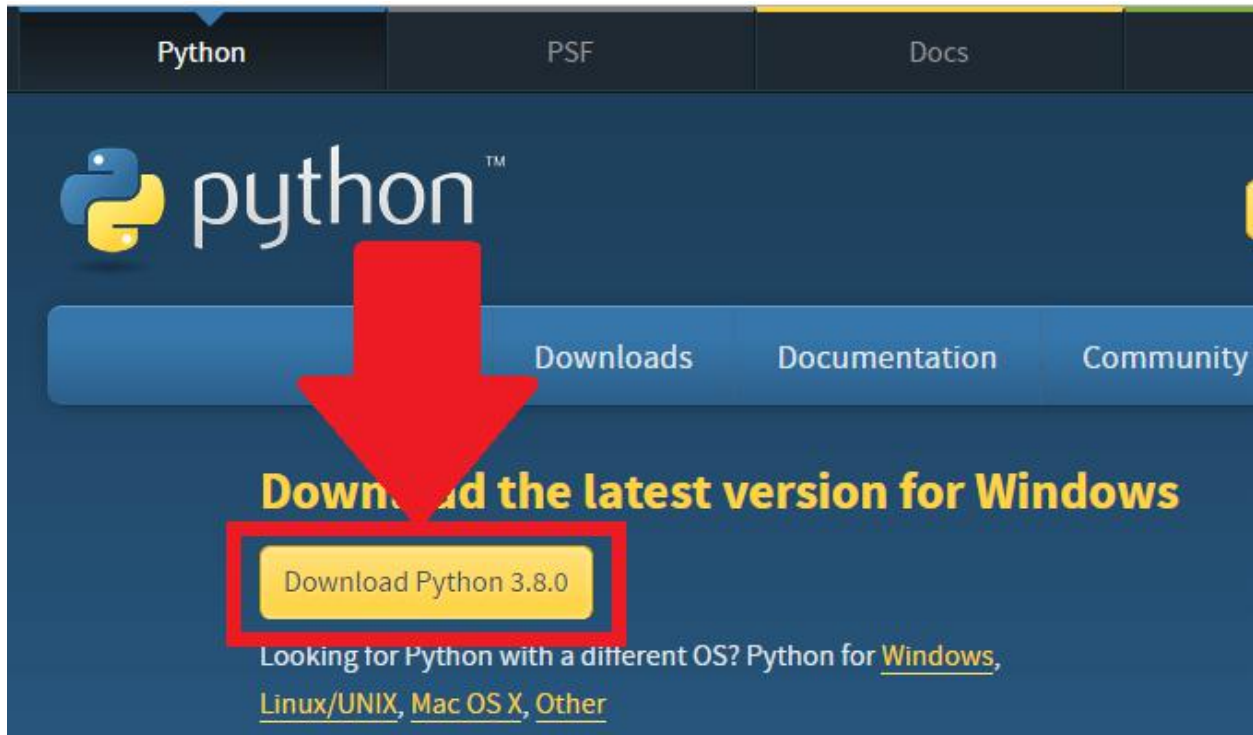 Python PSF Docs
python™
Downloads Documentation Community
Download the latest version for Windows
Download Python 3.8.0
Looking for Python with a different OS? Python for Windows,
Linux/UNIX, Mac OS X, Other